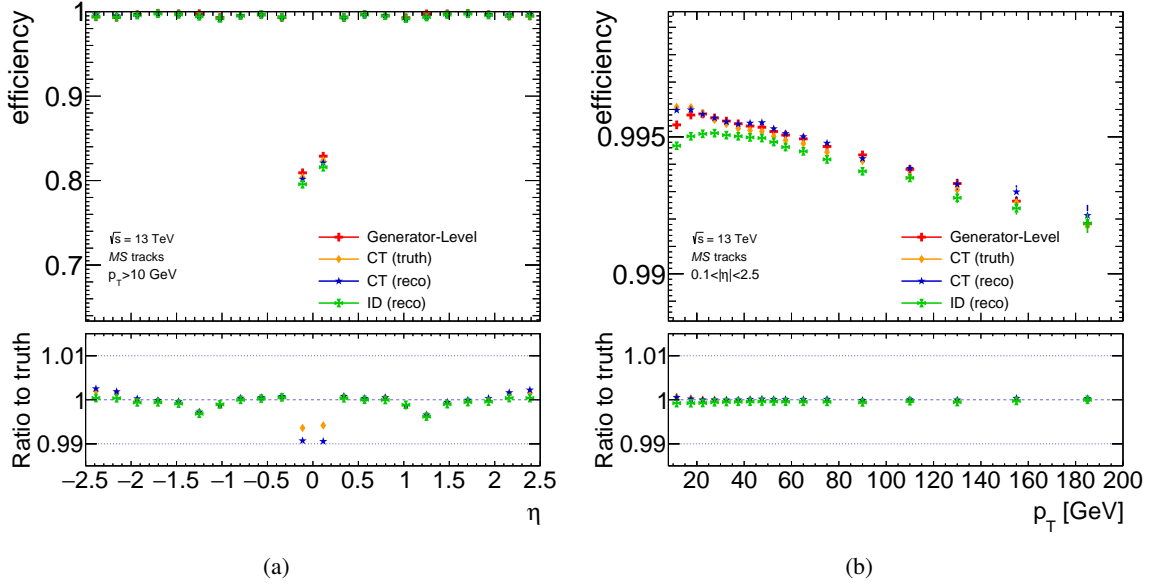 efficiency
1
0.9
0.8
0.7
√s = 13 TeV
MS tracks
p_T>10 GeV
Generator-Level
CT (truth)
CT (reco)
ID (reco)
Ratio to truth
1.01
1
0.99
−2.5 −2 −1.5 −1 −0.5 0 0.5 1 1.5 2 2.5
η
(a)
efficiency
1
0.995
0.99
√s = 13 TeV
MS tracks
0.1<|η|<2.5
Generator-Level
CT (truth)
CT (reco)
ID (reco)
Ratio to truth
1.01
1
0.99
20 40 60 80 100 120 140 160 180 200
p_T [GeV]
(b)